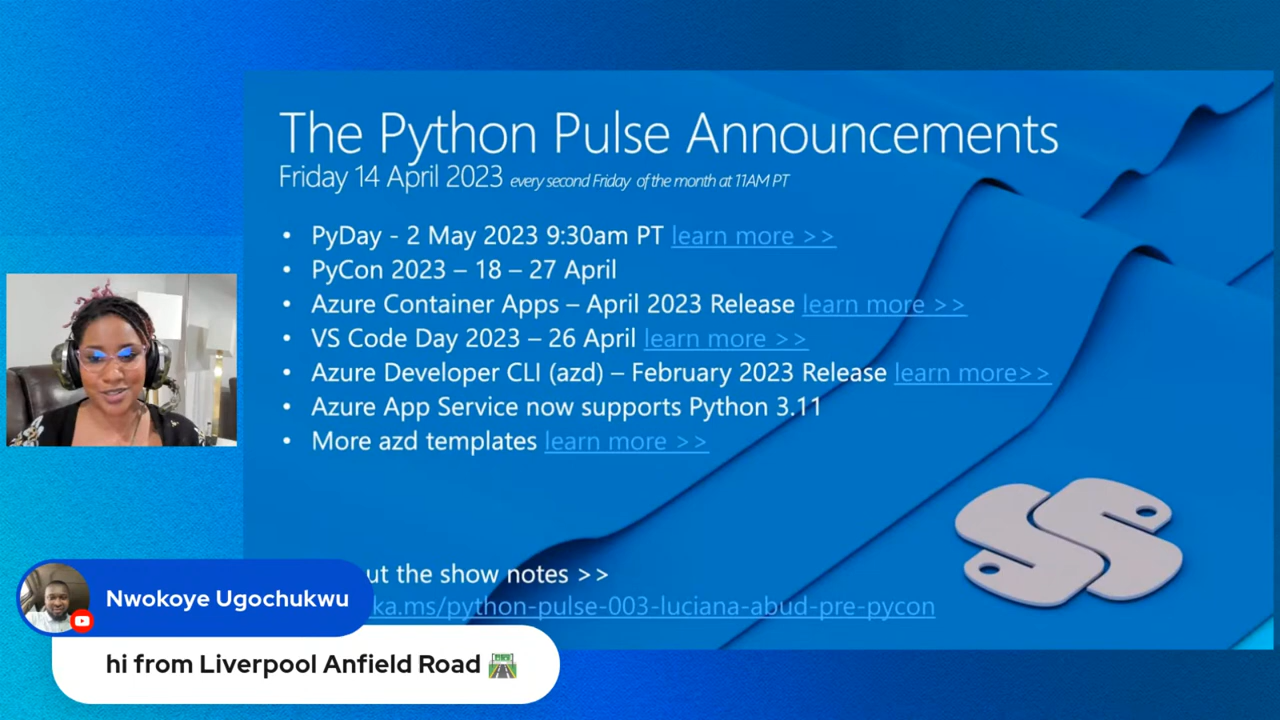 The Python Pulse Announcements
Friday 14 April 2023 every second Friday of the month at 11AM PT
• PyDay - 2 May 2023 9:30am PT learn more >>
• PyCon 2023 – 18 – 27 April
• Azure Container Apps – April 2023 Release learn more >>
• VS Code Day 2023 – 26 April learn more >>
• Azure Developer CLI (azd) – February 2023 Release learn more>>
• Azure App Service now supports Python 3.11
• More azd templates learn more >>
ut the show notes >>
ka.ms/python-pulse-003-luciana-abud-pre-pycon
Nwokoye Ugochukwu
hi from Liverpool Anfield Road 🛣️